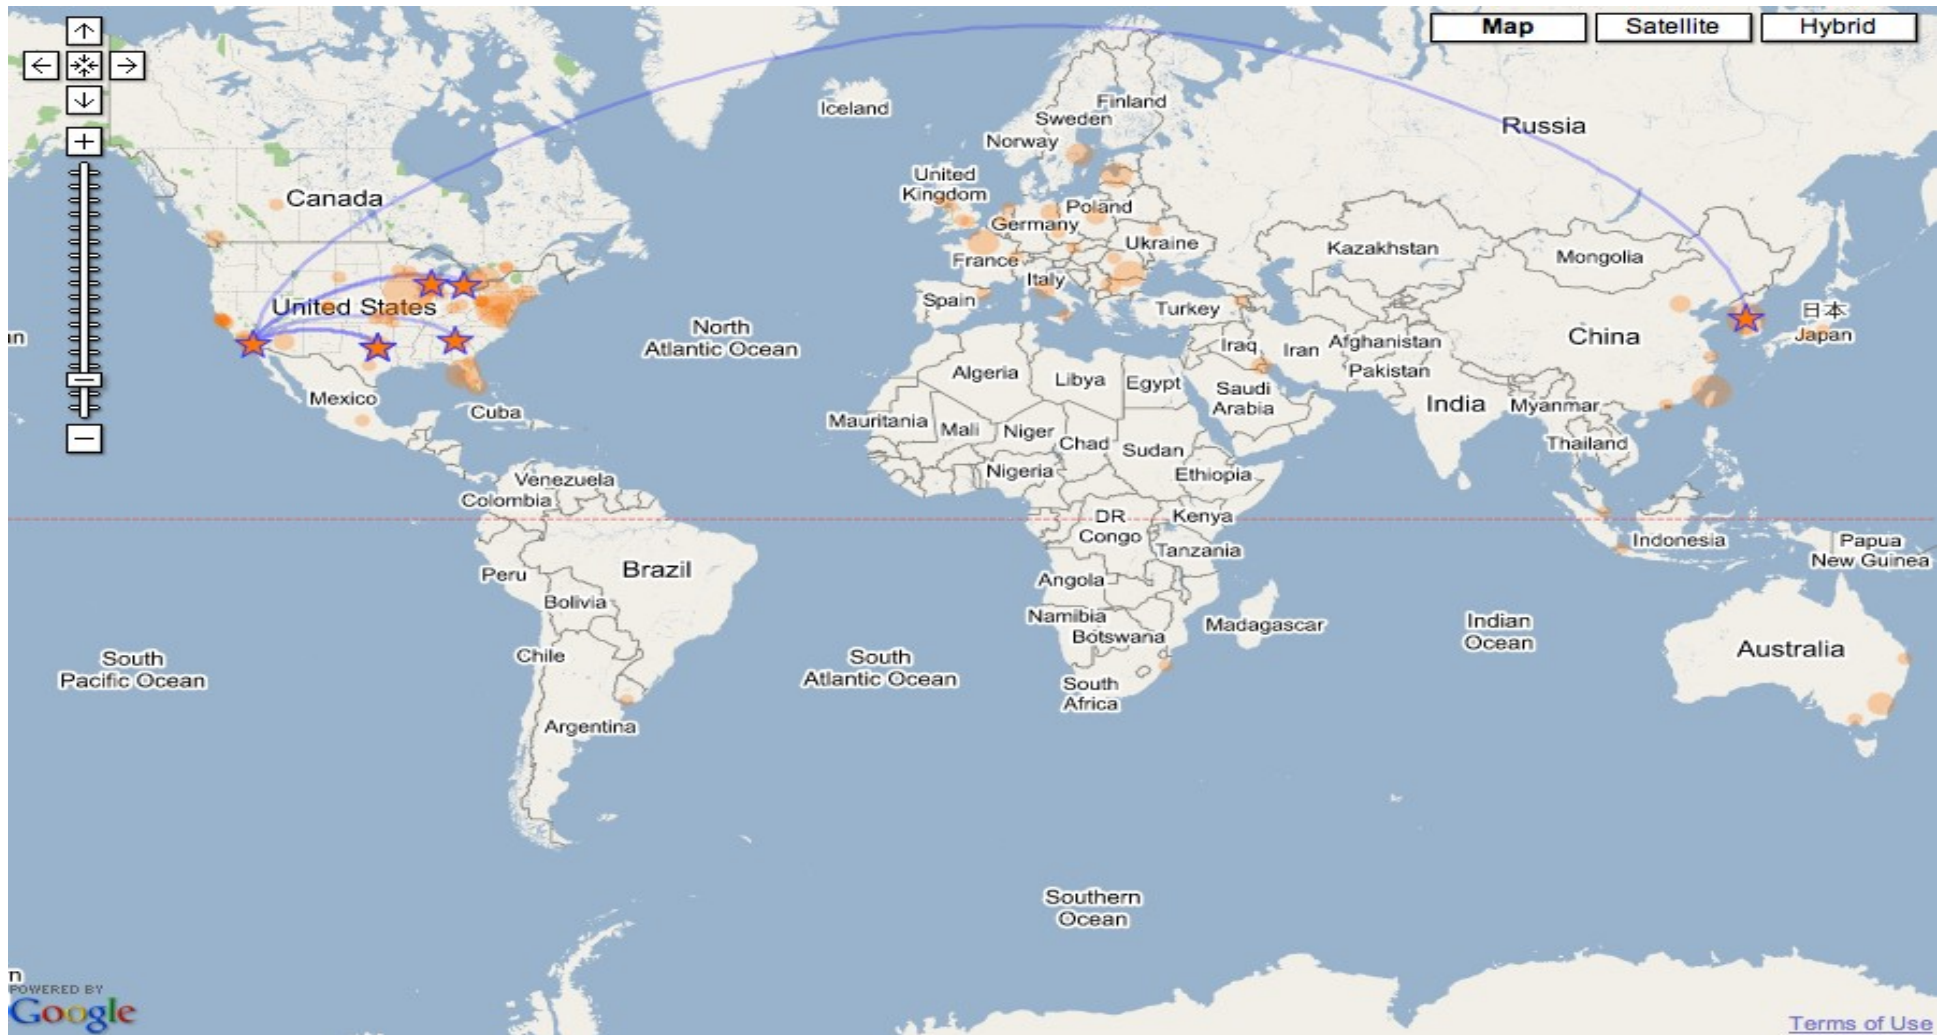 Map
Satellite
Hybrid
Iceland
Finland
Sweden
Norway
Russia
United
Kingdom
Canada
Poland
Germany
Ukraine
Kazakhstan
Mongolia
France
Italy
United States
Spain
Turkey
日本
Japan
North
Atlantic Ocean
China
an
Iraq
Iran
Afghanistan
Pakistan
Algeria
Libya
Egypt
Saudi
Arabia
Mexico
Cuba
India
Myanmar
Mauritania
Mali
Niger
Chad
Sudan
Thailand
Venezuela
Colombia
Nigeria
Ethiopia
DR
Congo
Kenya
Indonesia
Papua
New Guinea
Tanzania
Peru
Brazil
Angola
Bolivia
Namibia
Botswana
Madagascar
Indian
Ocean
Chile
South
Pacific Ocean
South
Atlantic Ocean
Australia
South
Africa
Argentina
Southern
Ocean
n
POWERED BY
Google
Terms of Use